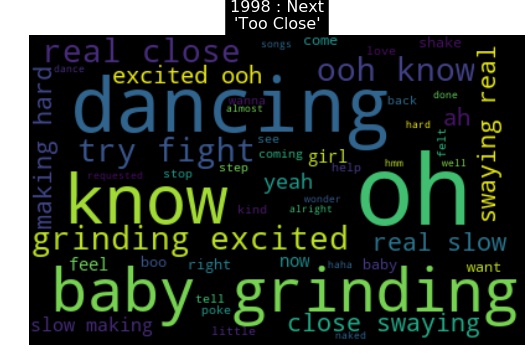 1998 : Next
'Too Close'
songs come love shake
real close
dance excited ooh ooh know
dancing
wanna almost back done
making hard
try fight
hard ah
swaying real
see felt
coming girl hmm well
requested stop step help
know
yeah
oh
kind alright wonder
grinding excited
real slow
feel boo right now haha baby want
baby grinding
tell
poke
slow making little close swaying
naked